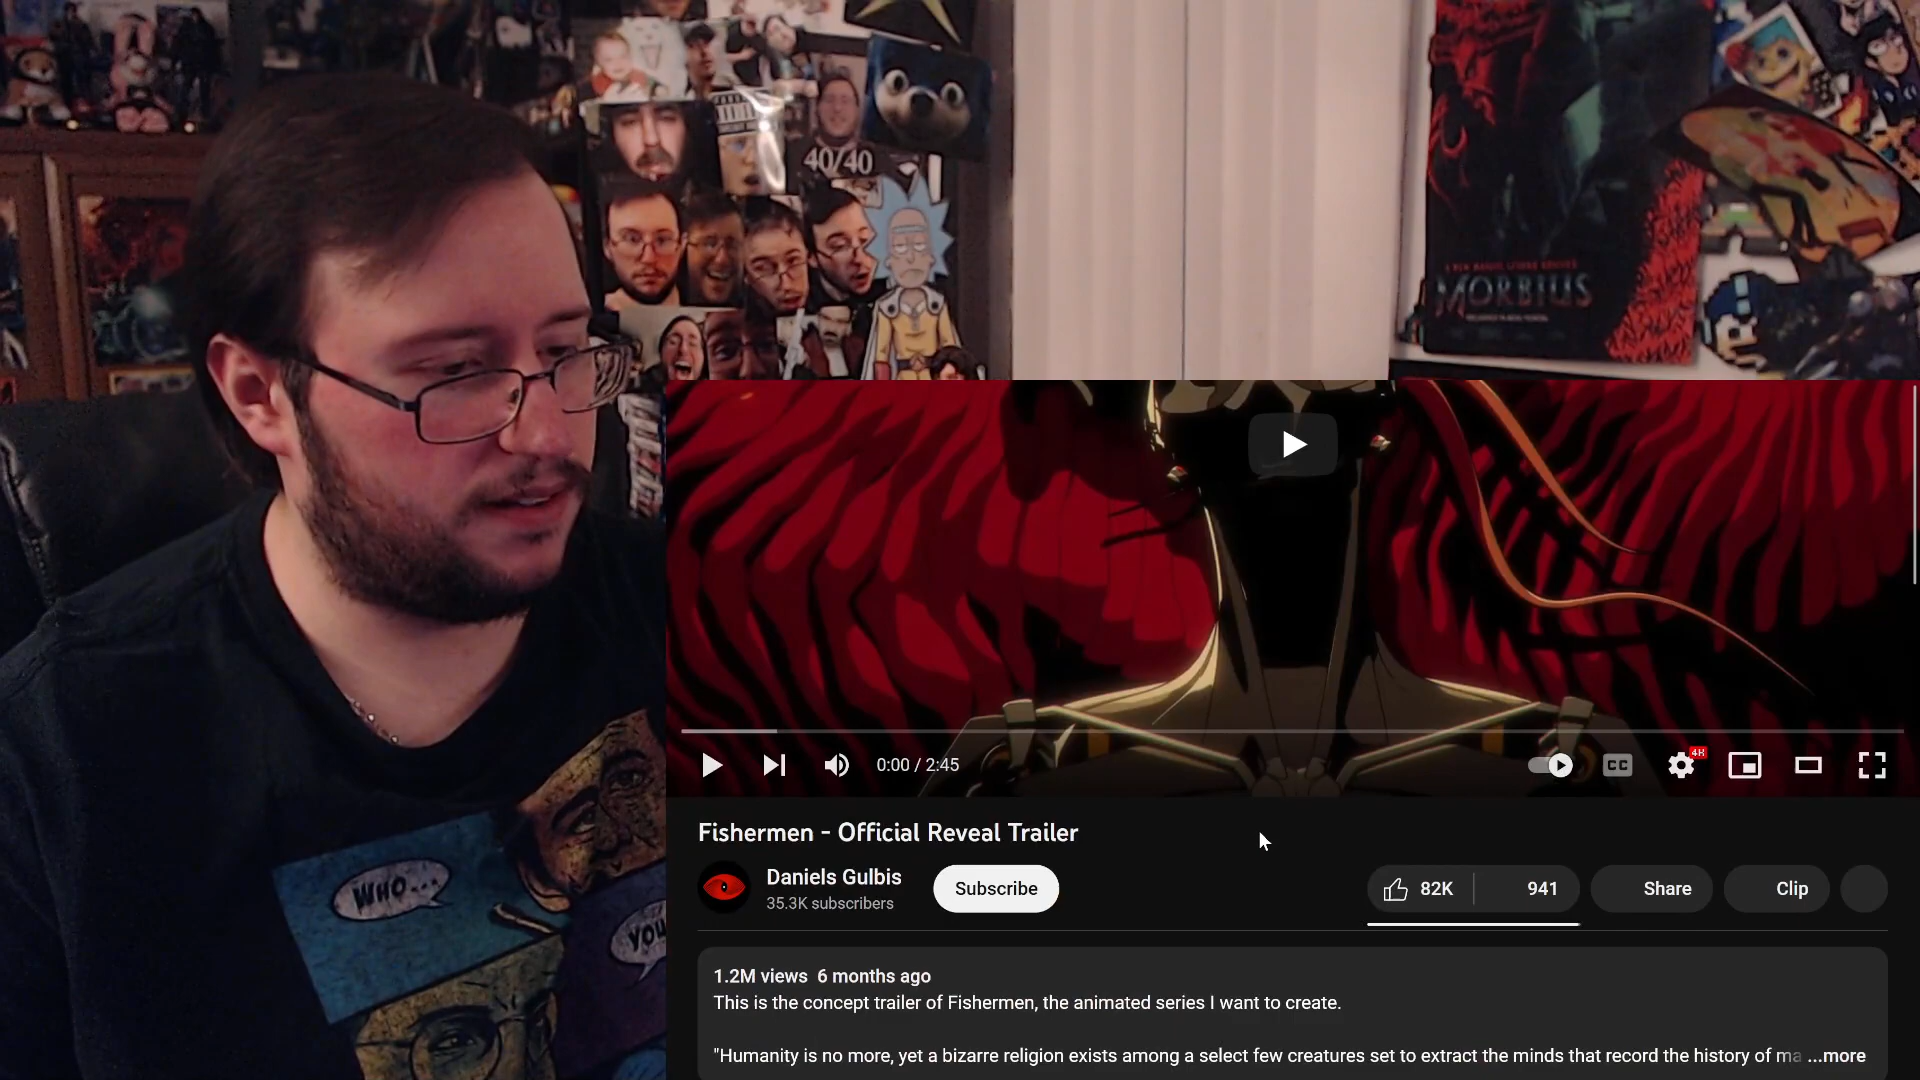 40/40
MORBIUS
WHO...
YOU
0:00 / 2:45
CC
4K
Fishermen - Official Reveal Trailer
Daniels Gulbis
35.3K subscribers
Subscribe
82K
941
Share
Clip
1.2M views 6 months ago
This is the concept trailer of Fishermen, the animated series I want to create.
"Humanity is no more, yet a bizarre religion exists among a select few creatures set to extract the minds that record the history of ma ...more